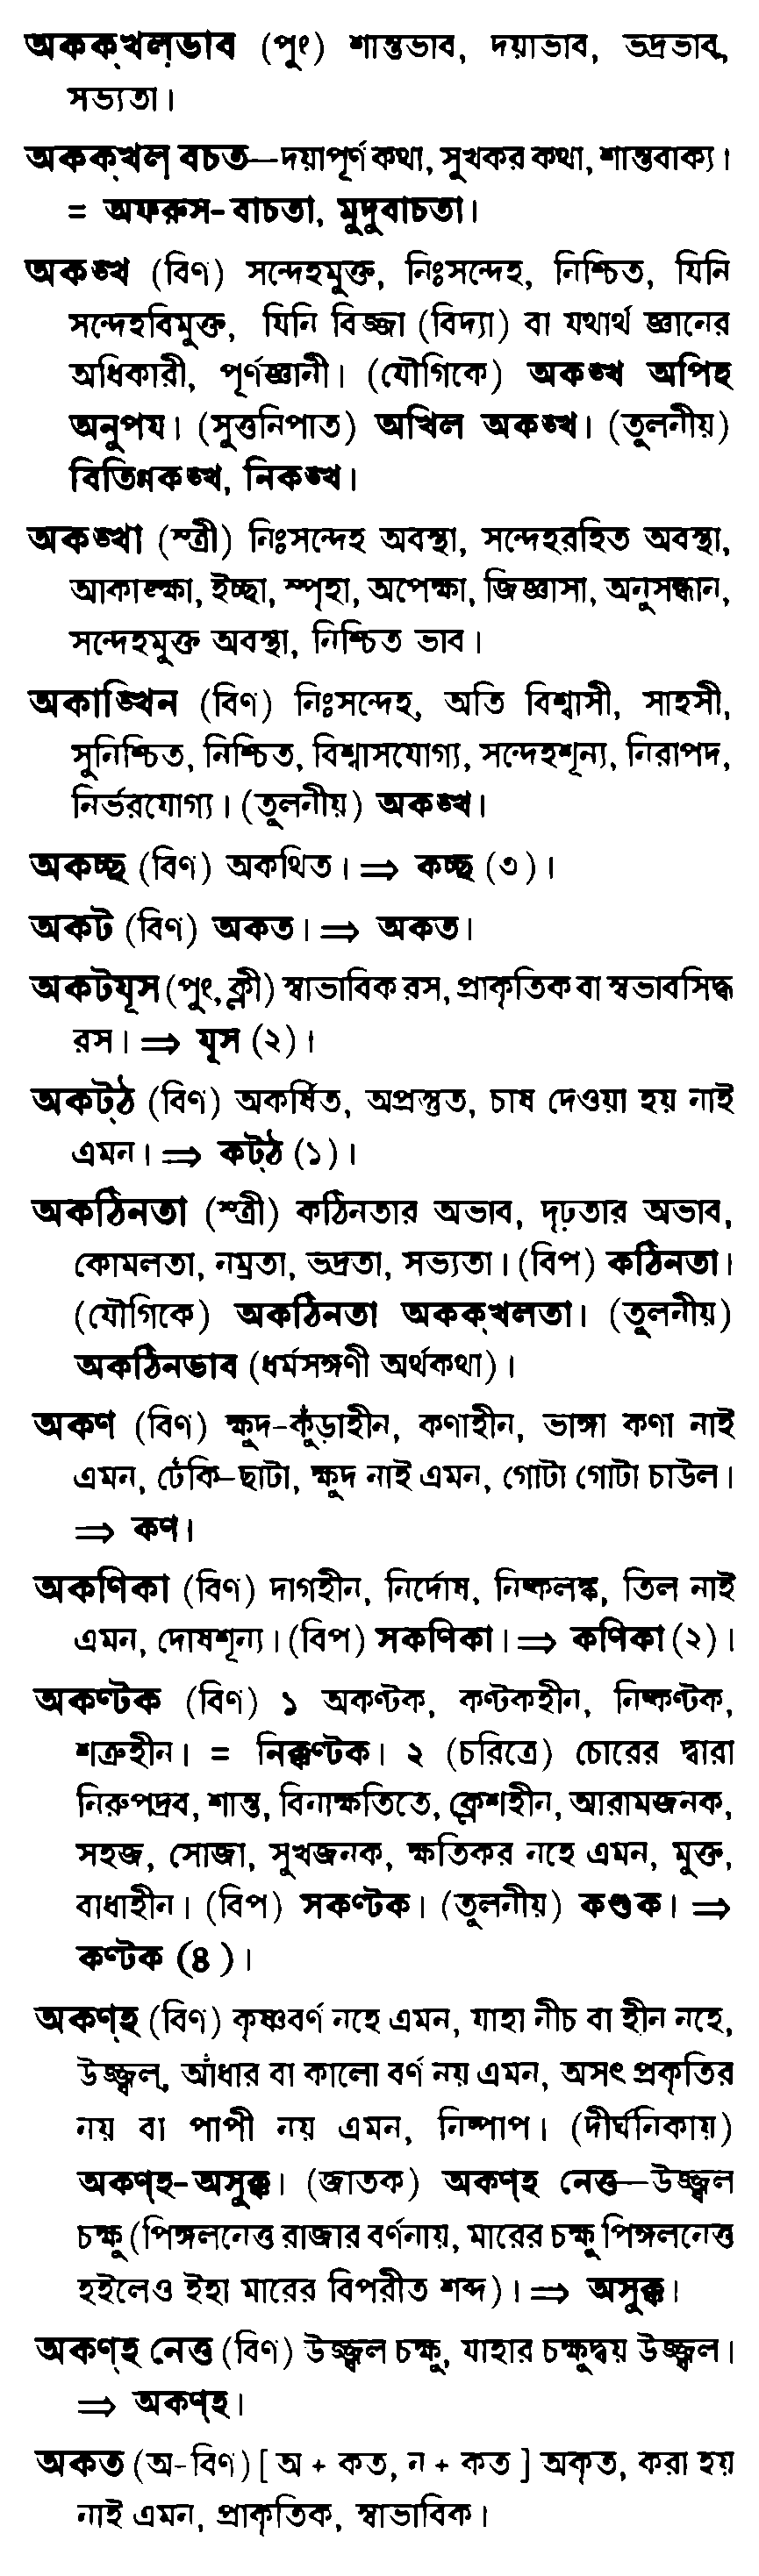 অকক্খল্ভাব (পুং) শান্তভাব, দয়াভাব, ভদ্রভাব,
সভ্যতা।
অকক্খল বচত—দয়াপূর্ণ কথা, সুখকর কথা, শান্তবাক্য।
= অফরুস-বাচতা, মুদুবাচতা।
অকঙ্খ (বিণ) সন্দেহমুক্ত, নিঃসন্দেহ, নিশ্চিত, যিনি
সন্দেহবিমুক্ত, যিনি বিজ্জা (বিদ্যা) বা যথার্থ জ্ঞানের
অধিকারী, পূর্ণজ্ঞানী। (যৌগিকে) অকঙ্খ অপিহ
অনুপয। (সুত্তনিপাত) অখিল অকঙ্খ। (তুলনীয়)
বিতিণ্নকঙ্খ, নিকঙ্খ।
অকঙ্খা (স্ত্রী) নিঃসন্দেহ অবস্থা, সন্দেহরহিত অবস্থা,
আকাঙ্ক্ষা, ইচ্ছা, স্পৃহা, অপেক্ষা, জিজ্ঞাসা, অনুসন্ধান,
সন্দেহমুক্ত অবস্থা, নিশ্চিত ভাব।
অকাঙ্খিন (বিণ) নিঃসন্দেহ, অতি বিশ্বাসী, সাহসী,
সুনিশ্চিত, নিশ্চিত, বিশ্বাসযোগ্য, সন্দেহশূন্য, নিরাপদ,
নির্ভরযোগ্য। (তুলনীয়) অকঙ্খ।
অকচ্ছ (বিণ) অকথিত। ⇒ কচ্ছ (৩)।
অকট (বিণ) অকত। ⇒ অকত।
অকটযূস (পুং, ক্লী) স্বাভাবিক রস, প্রাকৃতিক বা স্বভাবসিদ্ধ
রস। ⇒ যূস (২)।
অকট্ঠ (বিণ) অকর্ষিত, অপ্রস্তুত, চাষ দেওয়া হয় নাই
এমন। ⇒ কট্ঠ (১)।
অকঠিনতা (স্ত্রী) কঠিনতার অভাব, দৃঢ়তার অভাব,
কোমলতা, নম্রতা, ভদ্রতা, সভ্যতা। (বিপ) কঠিনতা।
(যৌগিকে) অকঠিনতা অকক্খলতা। (তুলনীয়)
অকঠিনভাব (ধর্মসঙ্গণী অর্থকথা)।
অকণ (বিণ) ক্ষুদ-কুঁড়াহীন, কণাহীন, ভাঙ্গা কণা নাই
এমন, ঢেঁকি-ছাটা, ক্ষুদ নাই এমন, গোটা গোটা চাউল।
⇒ কণ।
অকণিকা (বিণ) দাগহীন, নির্দোষ, নিষ্কলঙ্ক, তিল নাই
এমন, দোষশূন্য। (বিপ) সকণিকা। ⇒ কণিকা (২)।
অকণ্টক (বিণ) ১ অকণ্টক, কণ্টকহীন, নিষ্কণ্টক,
শত্রুহীন। = নিক্কণ্টক। ২ (চরিত্রে) চোরের দ্বারা
নিরুপদ্রব, শান্ত, বিনাক্ষতিতে, ক্লেশহীন, আরামজনক,
সহজ, সোজা, সুখজনক, ক্ষতিকর নহে এমন, মুক্ত,
বাধাহীন। (বিপ) সকণ্টক। (তুলনীয়) কণ্ডক। ⇒
কণ্টক (৪)।
অকণ্হ (বিণ) কৃষ্ণবর্ণ নহে এমন, যাহা নীচ বা হীন নহে,
উজ্জ্বল, আঁধার বা কালো বর্ণ নয় এমন, অসৎ প্রকৃতির
নয় বা পাপী নয় এমন, নিষ্পাপ। (দীর্ঘনিকায়)
অকণ্হ-অসুক্ক। (জাতক) অকণ্হ নেত্ত—উজ্জ্বল
চক্ষু (পিঙ্গলনেত্ত রাজার বর্ণনায়, মারের চক্ষু পিঙ্গলনেত্ত
হইলেও ইহা মারের বিপরীত শব্দ)। ⇒ অসুক্ক।
অকণ্হ নেত্ত (বিণ) উজ্জ্বল চক্ষু, যাহার চক্ষুদ্বয় উজ্জ্বল।
⇒ অকণ্হ।
অকত (অ-বিণ) [ অ + কত, ন + কত ] অকৃত, করা হয়
নাই এমন, প্রাকৃতিক, স্বাভাবিক।